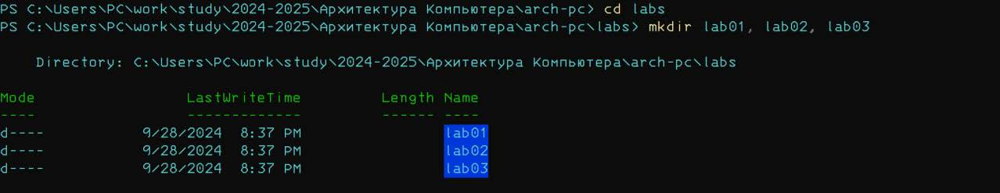 PS C:\Users\PC\work\study\2024-2025\Архитектура Компьютера\arch-pc> cd labs
PS C:\Users\PC\work\study\2024-2025\Архитектура Компьютера\arch-pc\labs> mkdir lab01, lab02, lab03
    Directory: C:\Users\PC\work\study\2024-2025\Архитектура Компьютера\arch-pc\labs
Mode                 LastWriteTime         Length Name
----                 -------------         ------ ----
d----           9/28/2024  8:37 PM                lab01
d----           9/28/2024  8:37 PM                lab02
d----           9/28/2024  8:37 PM                lab03